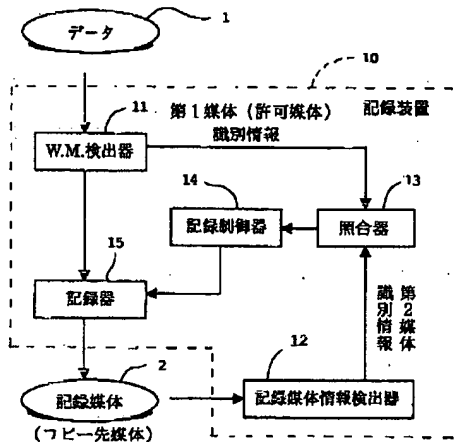 1
データ
10
11
第1媒体（許可媒体）
識別情報
記録装置
W.M.検出器
14
13
記録制御器
照合器
15
記録器
第2媒体
識別情報
2
12
記録媒体
記録媒体情報検出器
(コピー先媒体)